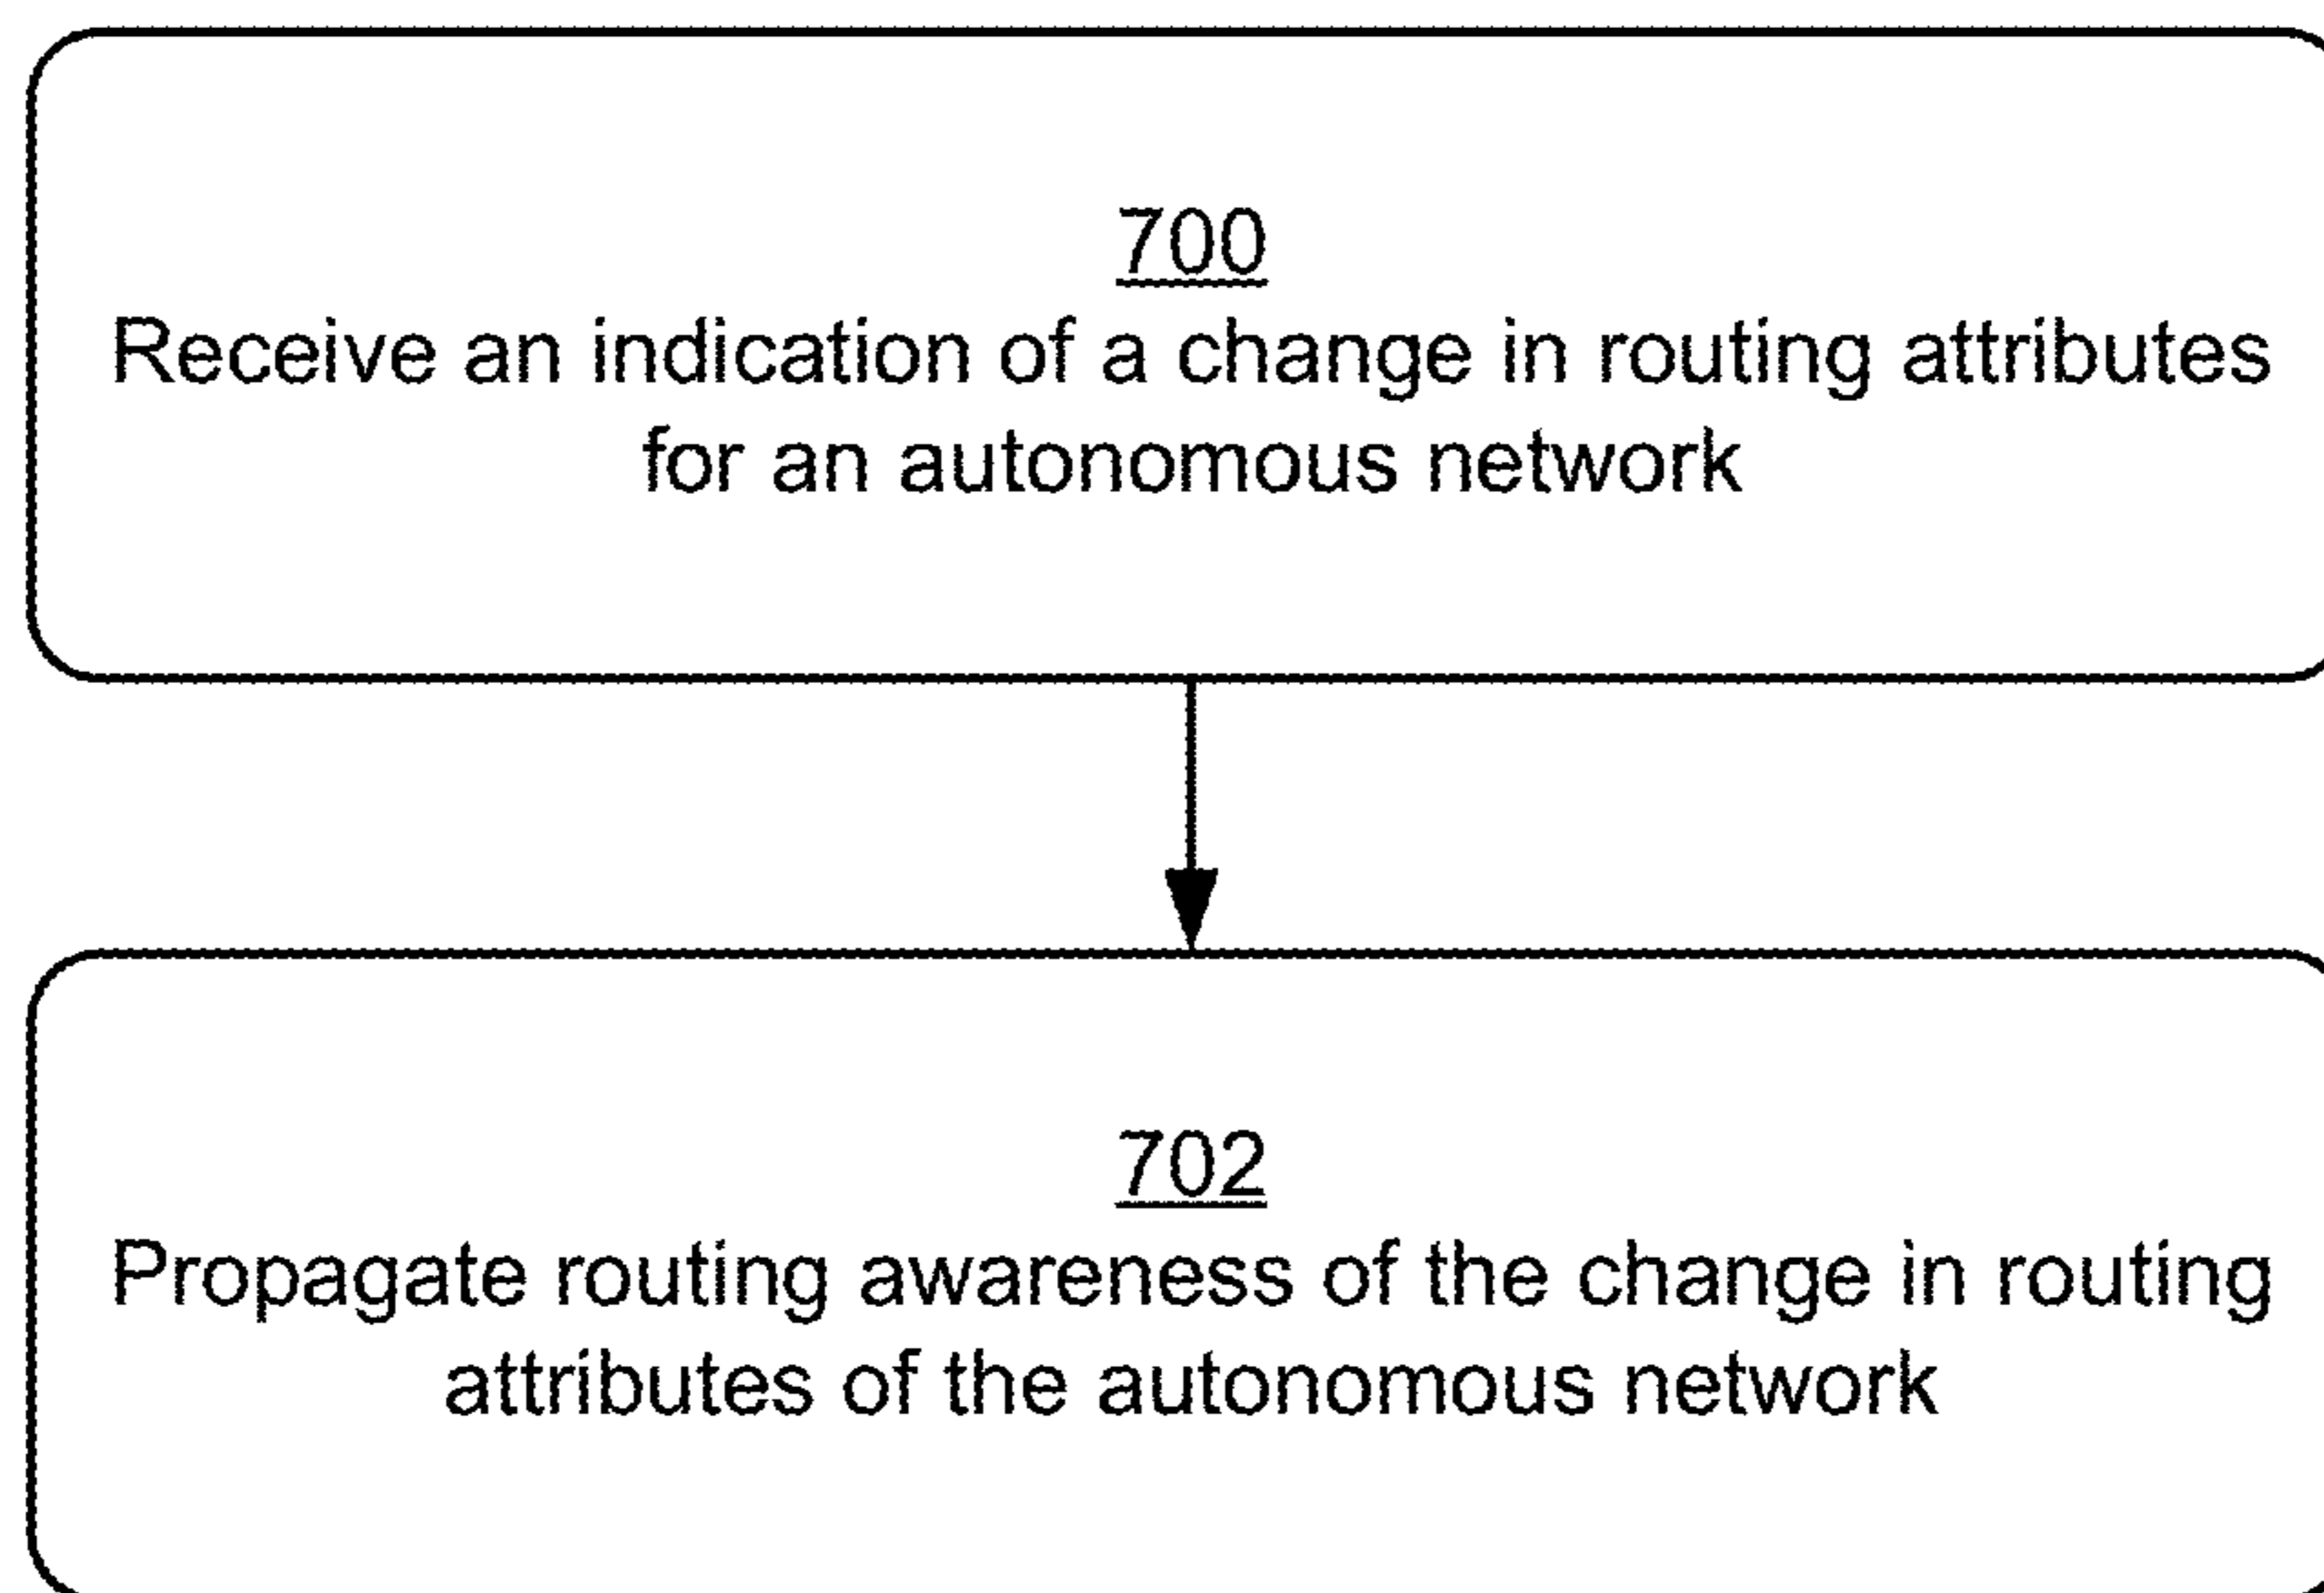 700
Receive an indication of a change in routing attributes
for an autonomous network
702
Propagate routing awareness of the change in routing
attributes of the autonomous network